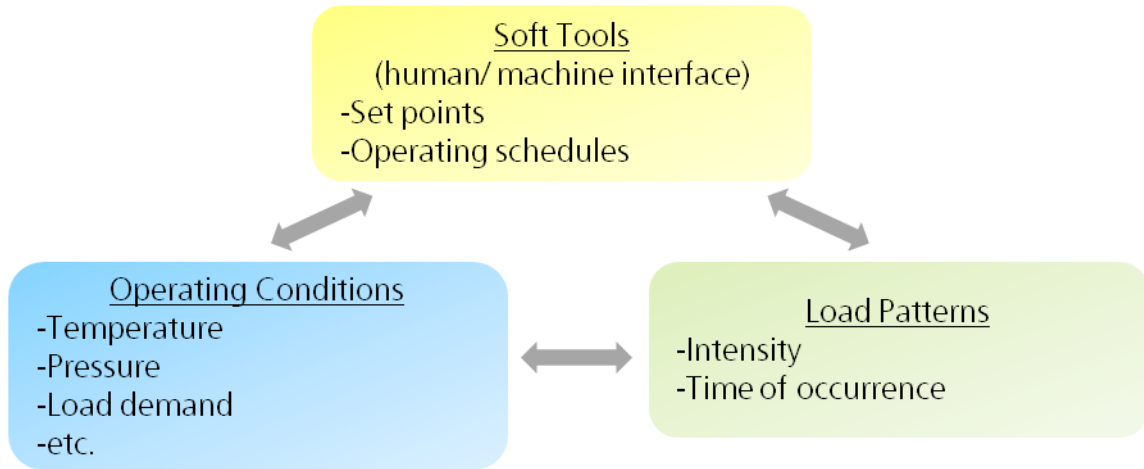 Soft Tools
(human/ machine interface)
-Set points
-Operating schedules
Operating Conditions
-Temperature
-Pressure
-Load demand
-etc.
Load Patterns
-Intensity
-Time of occurrence